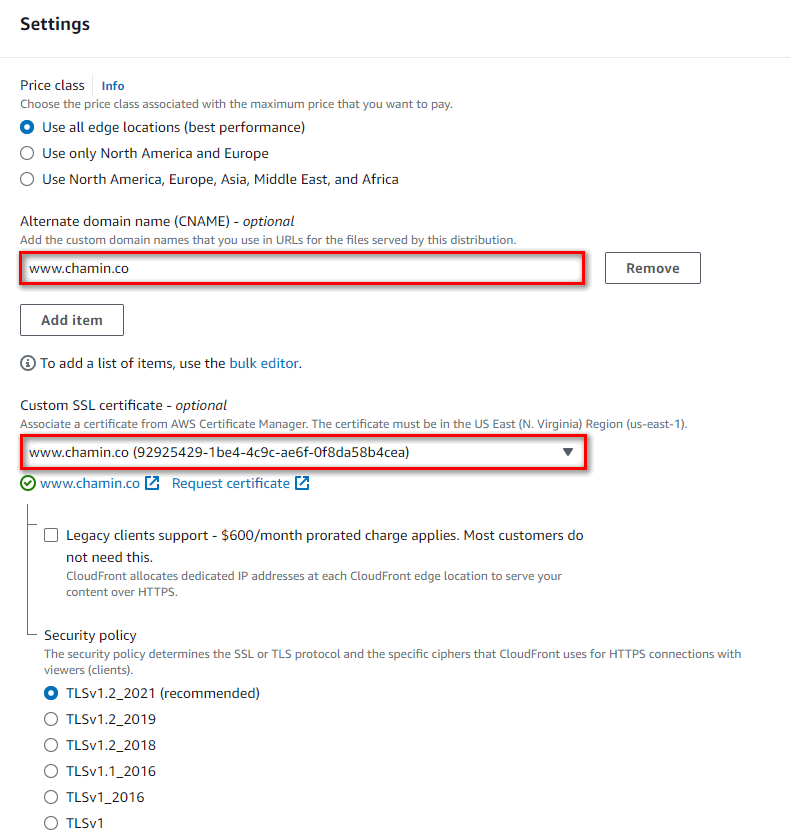 Settings
Price class Info
Choose the price class associated with the maximum price that you want to pay.
Use all edge locations (best performance)
Use only North America and Europe
Use North America, Europe, Asia, Middle East, and Africa
Alternate domain name (CNAME) - optional
Add the custom domain names that you use in URLs for the files served by this distribution.
www.chamin.co Remove
Add item
To add a list of items, use the bulk editor.
Custom SSL certificate - optional
Associate a certificate from AWS Certificate Manager. The certificate must be in the US East (N. Virginia) Region (us-east-1).
www.chamin.co (92925429-1be4-4c9c-ae6f-0f8da58b4cea)
www.chamin.co Request certificate
Legacy clients support - $600/month prorated charge applies. Most customers do
not need this.
CloudFront allocates dedicated IP addresses at each CloudFront edge location to serve your
content over HTTPS.
Security policy
The security policy determines the SSL or TLS protocol and the specific ciphers that CloudFront uses for HTTPS connections with
viewers (clients).
TLSv1.2_2021 (recommended)
TLSv1.2_2019
TLSv1.2_2018
TLSv1.1_2016
TLSv1_2016
TLSv1